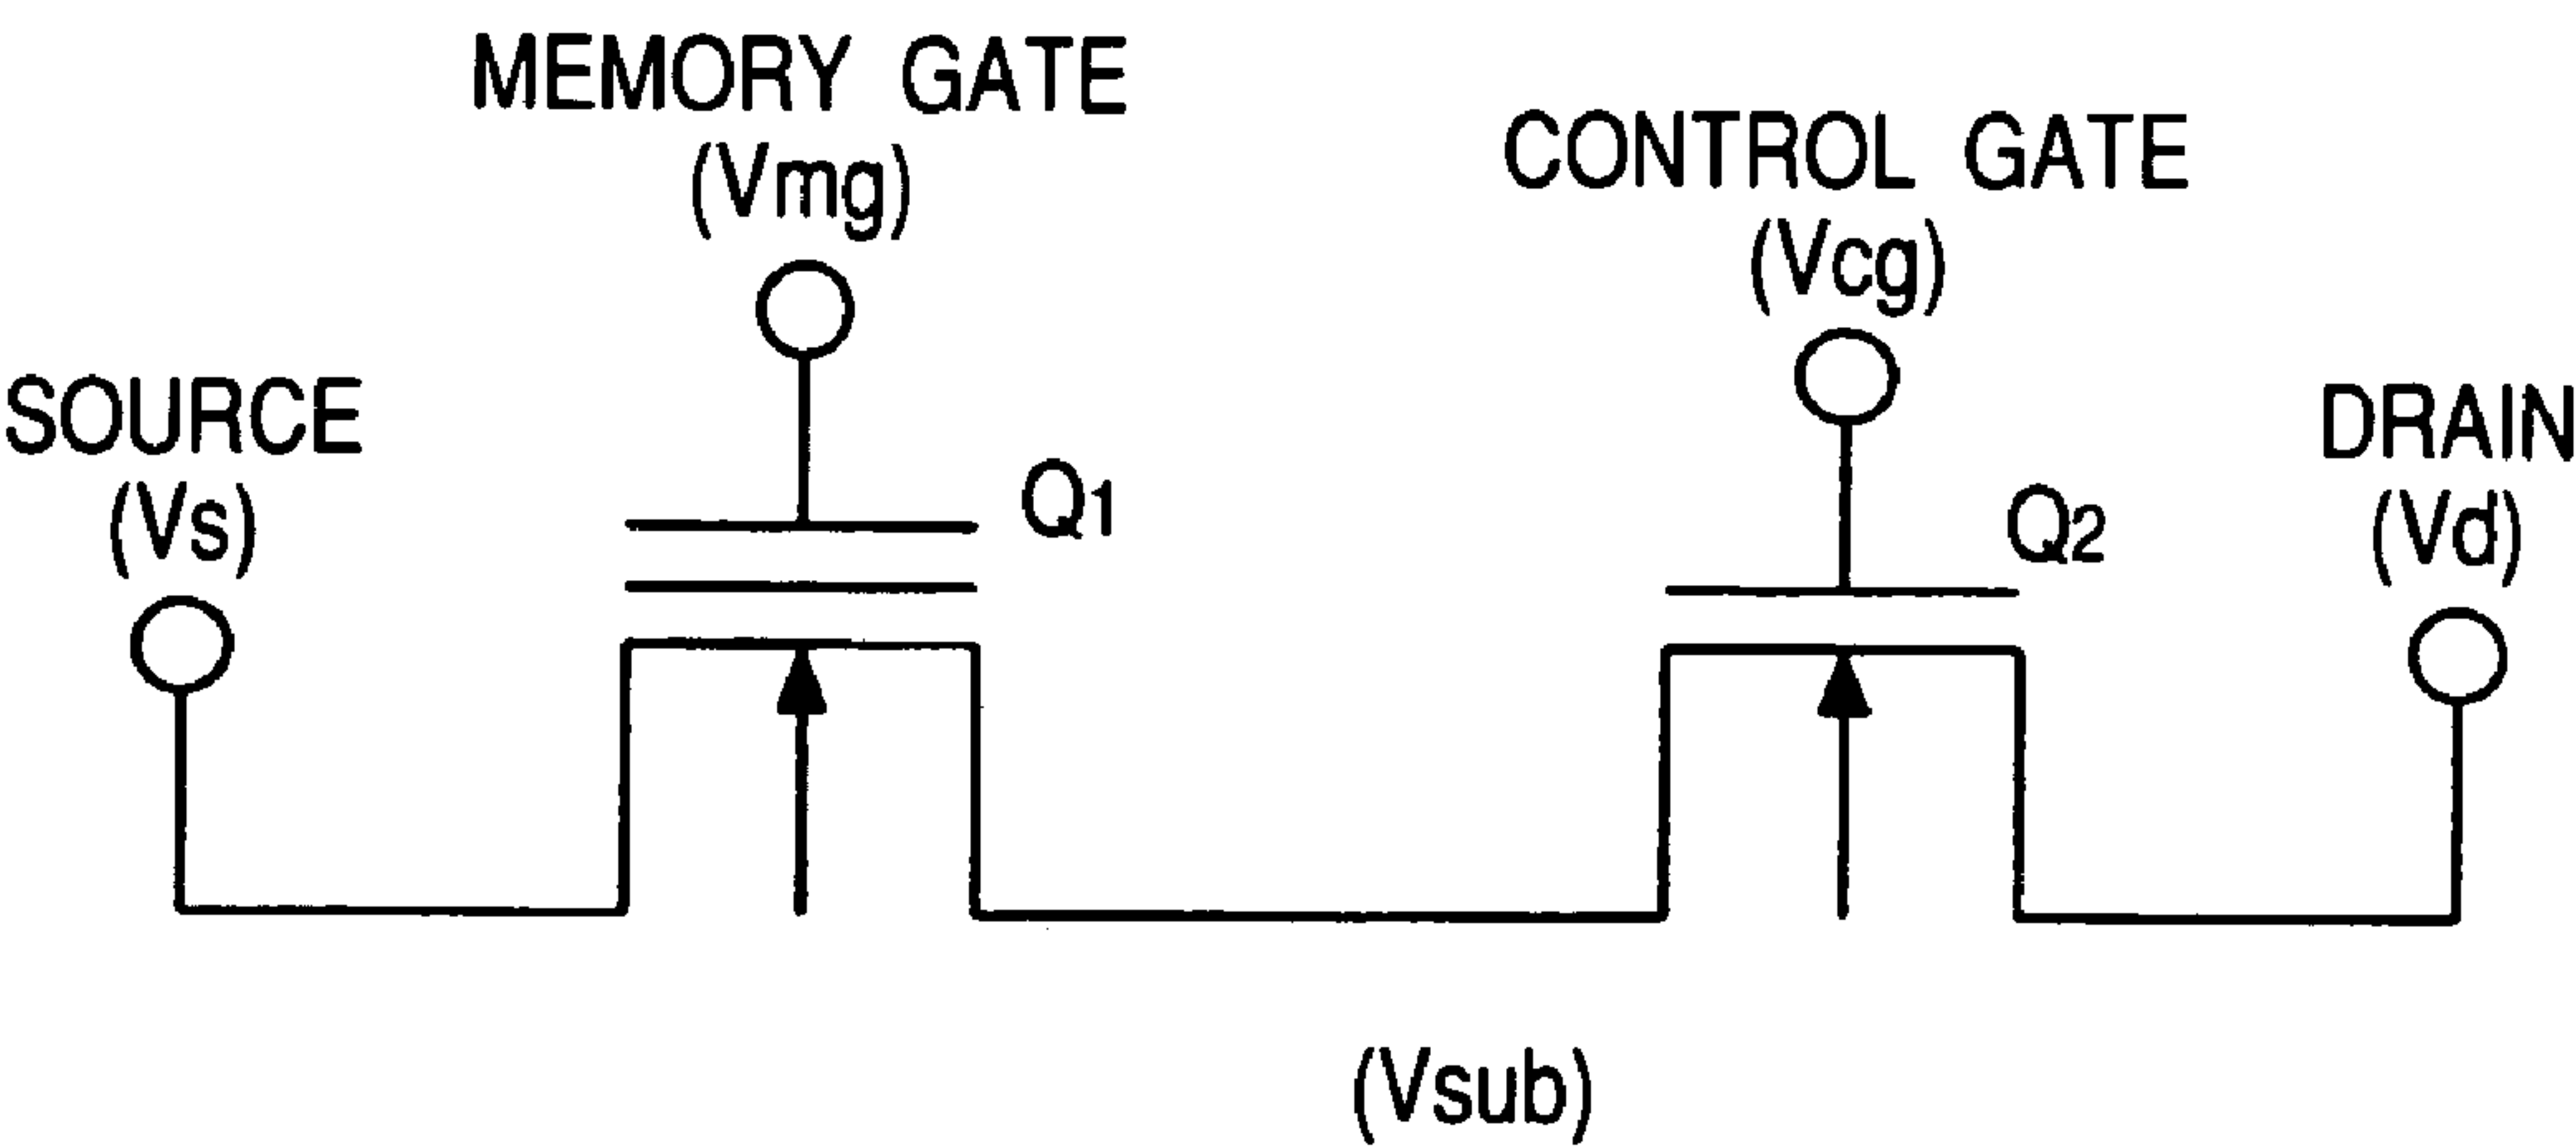 MEMORY GATE
(Vmg)
CONTROL GATE
(Vcg)
SOURCE
(Vs)
Q1
Q2
DRAIN
(Vd)
(Vsub)